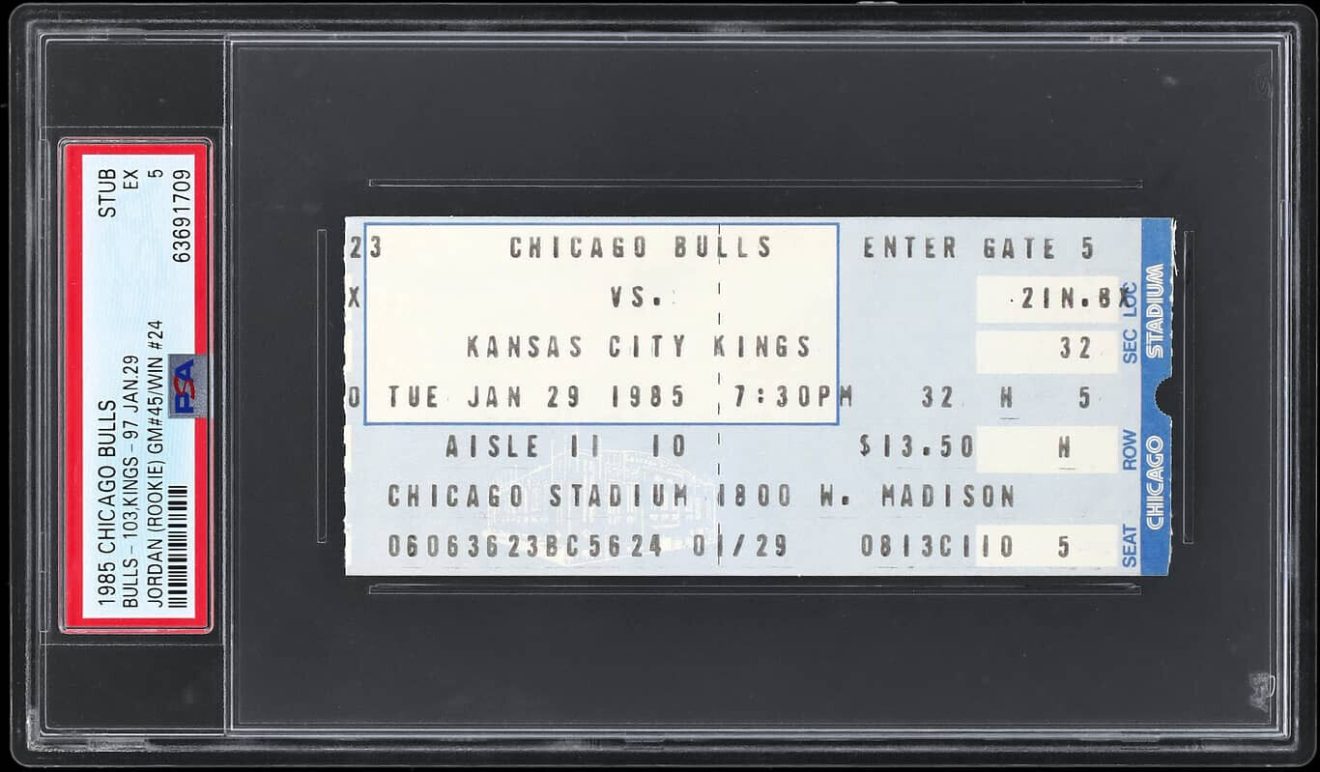 1985 CHICAGO BULLS STUB
BULLS - 103,KINGS - 97 JAN.29 EX
JORDAN (ROOKIE) GM#45/WIN #24 5
63691709
PSA
23 CHICAGO BULLS ENTER GATE 5
X VS. 2IN.BX
KANSAS CITY KINGS 32
0 TUE JAN 29 1985 7:30PM 32 H 5
AISLE 11 10 $13.50 H
CHICAGO STADIUM 1800 W. MADISON
06063623BC5624 01/29 0813C110 5
SEC LOC
ROW
SEAT
CHICAGO STADIUM